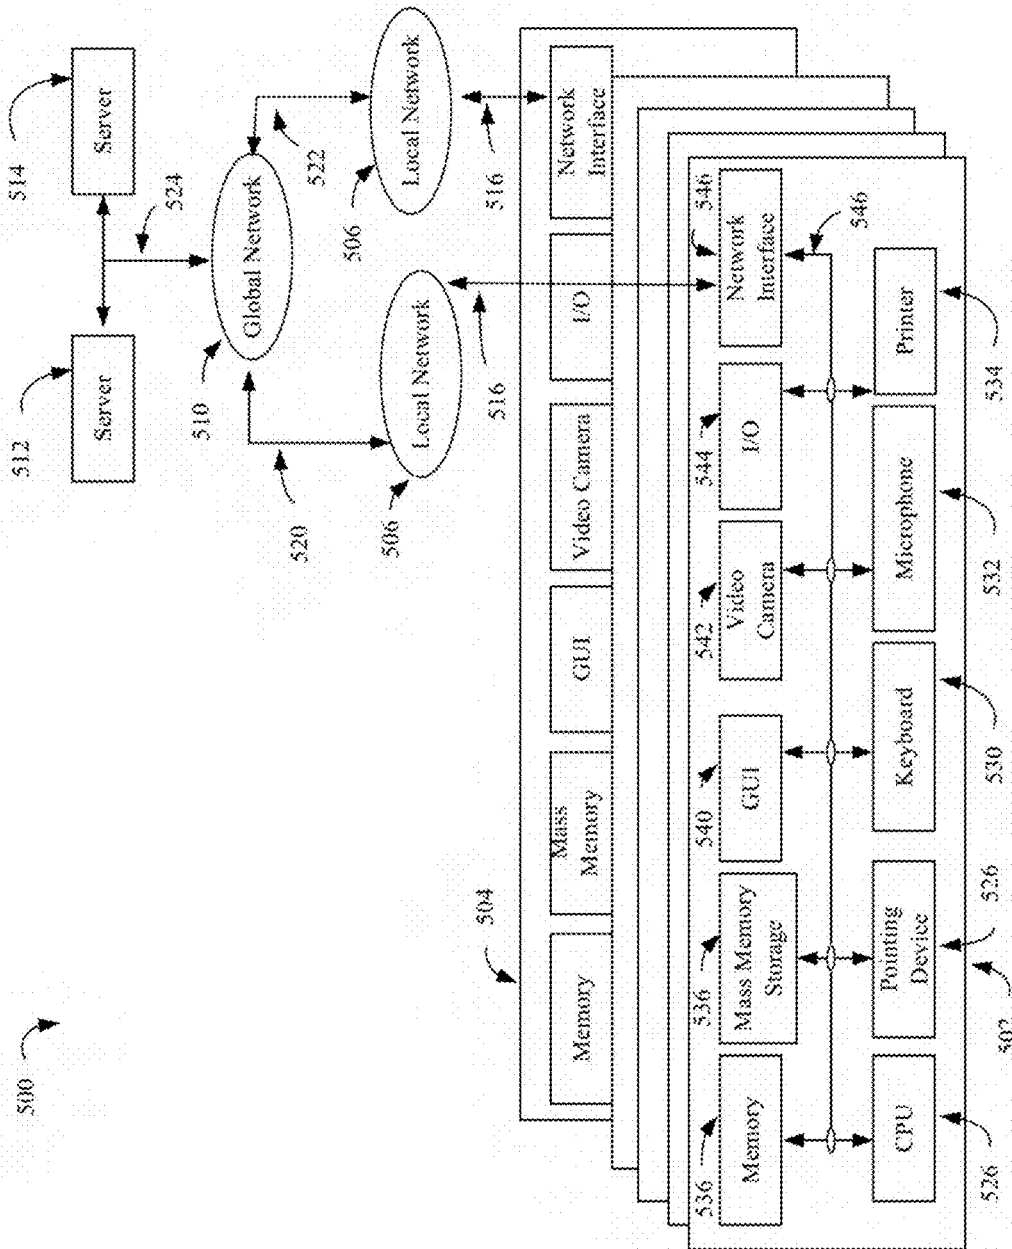 500
512
Server
514
Server
524
510
Global Network
520
522
506
Local Network
506
Local Network
516
516
504
Memory
Mass
Memory
GUI
Video Camera
I/O
Network
Interface
536
Memory
536
Mass Memory
Storage
540
GUI
542
Video
Camera
544
I/O
546
Network
Interface
546
CPU
526
Pointing
Device
526
Keyboard
530
Microphone
532
Printer
534
502